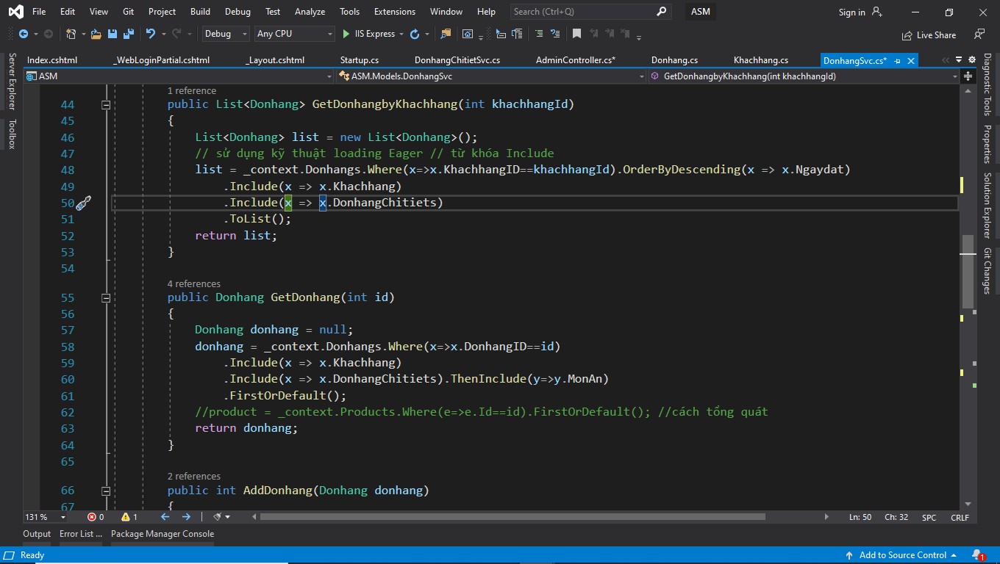 File Edit View Git Project Build Debug Test Analyze Tools Extensions Window Help Search (Ctrl+Q) ASM Sign in
Debug Any CPU IIS Express Live Share
Index.cshtml _WebLoginPartial.cshtml _Layout.cshtml Startup.cs DonhangChitietSvc.cs AdminController.cs* Donhang.cs Khachhang.cs DonhangSvc.cs*
ASM ASM.Models.DonhangSvc GetDonhangbyKhachhang(int khachhangId)
Server Explorer
Toolbox
1 reference
44 public List<Donhang> GetDonhangbyKhachhang(int khachhangId)
45 {
46 List<Donhang> list = new List<Donhang>();
47 // sử dụng kỹ thuật loading Eager // từ khóa Include
48 list = _context.Donhangs.Where(x=>x.KhachhangID==khachhangId).OrderByDescending(x => x.Ngaydat)
49 .Include(x => x.Khachhang)
50 .Include(x => x.DonhangChitiets)
51 .ToList();
52 return list;
53 }
54
4 references
55 public Donhang GetDonhang(int id)
56 {
57 Donhang donhang = null;
58 donhang = _context.Donhangs.Where(x=>x.DonhangID==id)
59 .Include(x => x.Khachhang)
60 .Include(x => x.DonhangChitiets).ThenInclude(y=>y.MonAn)
61 .FirstOrDefault();
62 //product = _context.Products.Where(e=>e.Id==id).FirstOrDefault(); //cách tổng quát
63 return donhang;
64 }
65
2 references
66 public int AddDonhang(Donhang donhang)
67 {
Diagnostic Tools
Properties
Solution Explorer
Git Changes
131 % 0 1 Ln: 50 Ch: 32 SPC CRLF
Output Error List ... Package Manager Console
Ready Add to Source Control 1